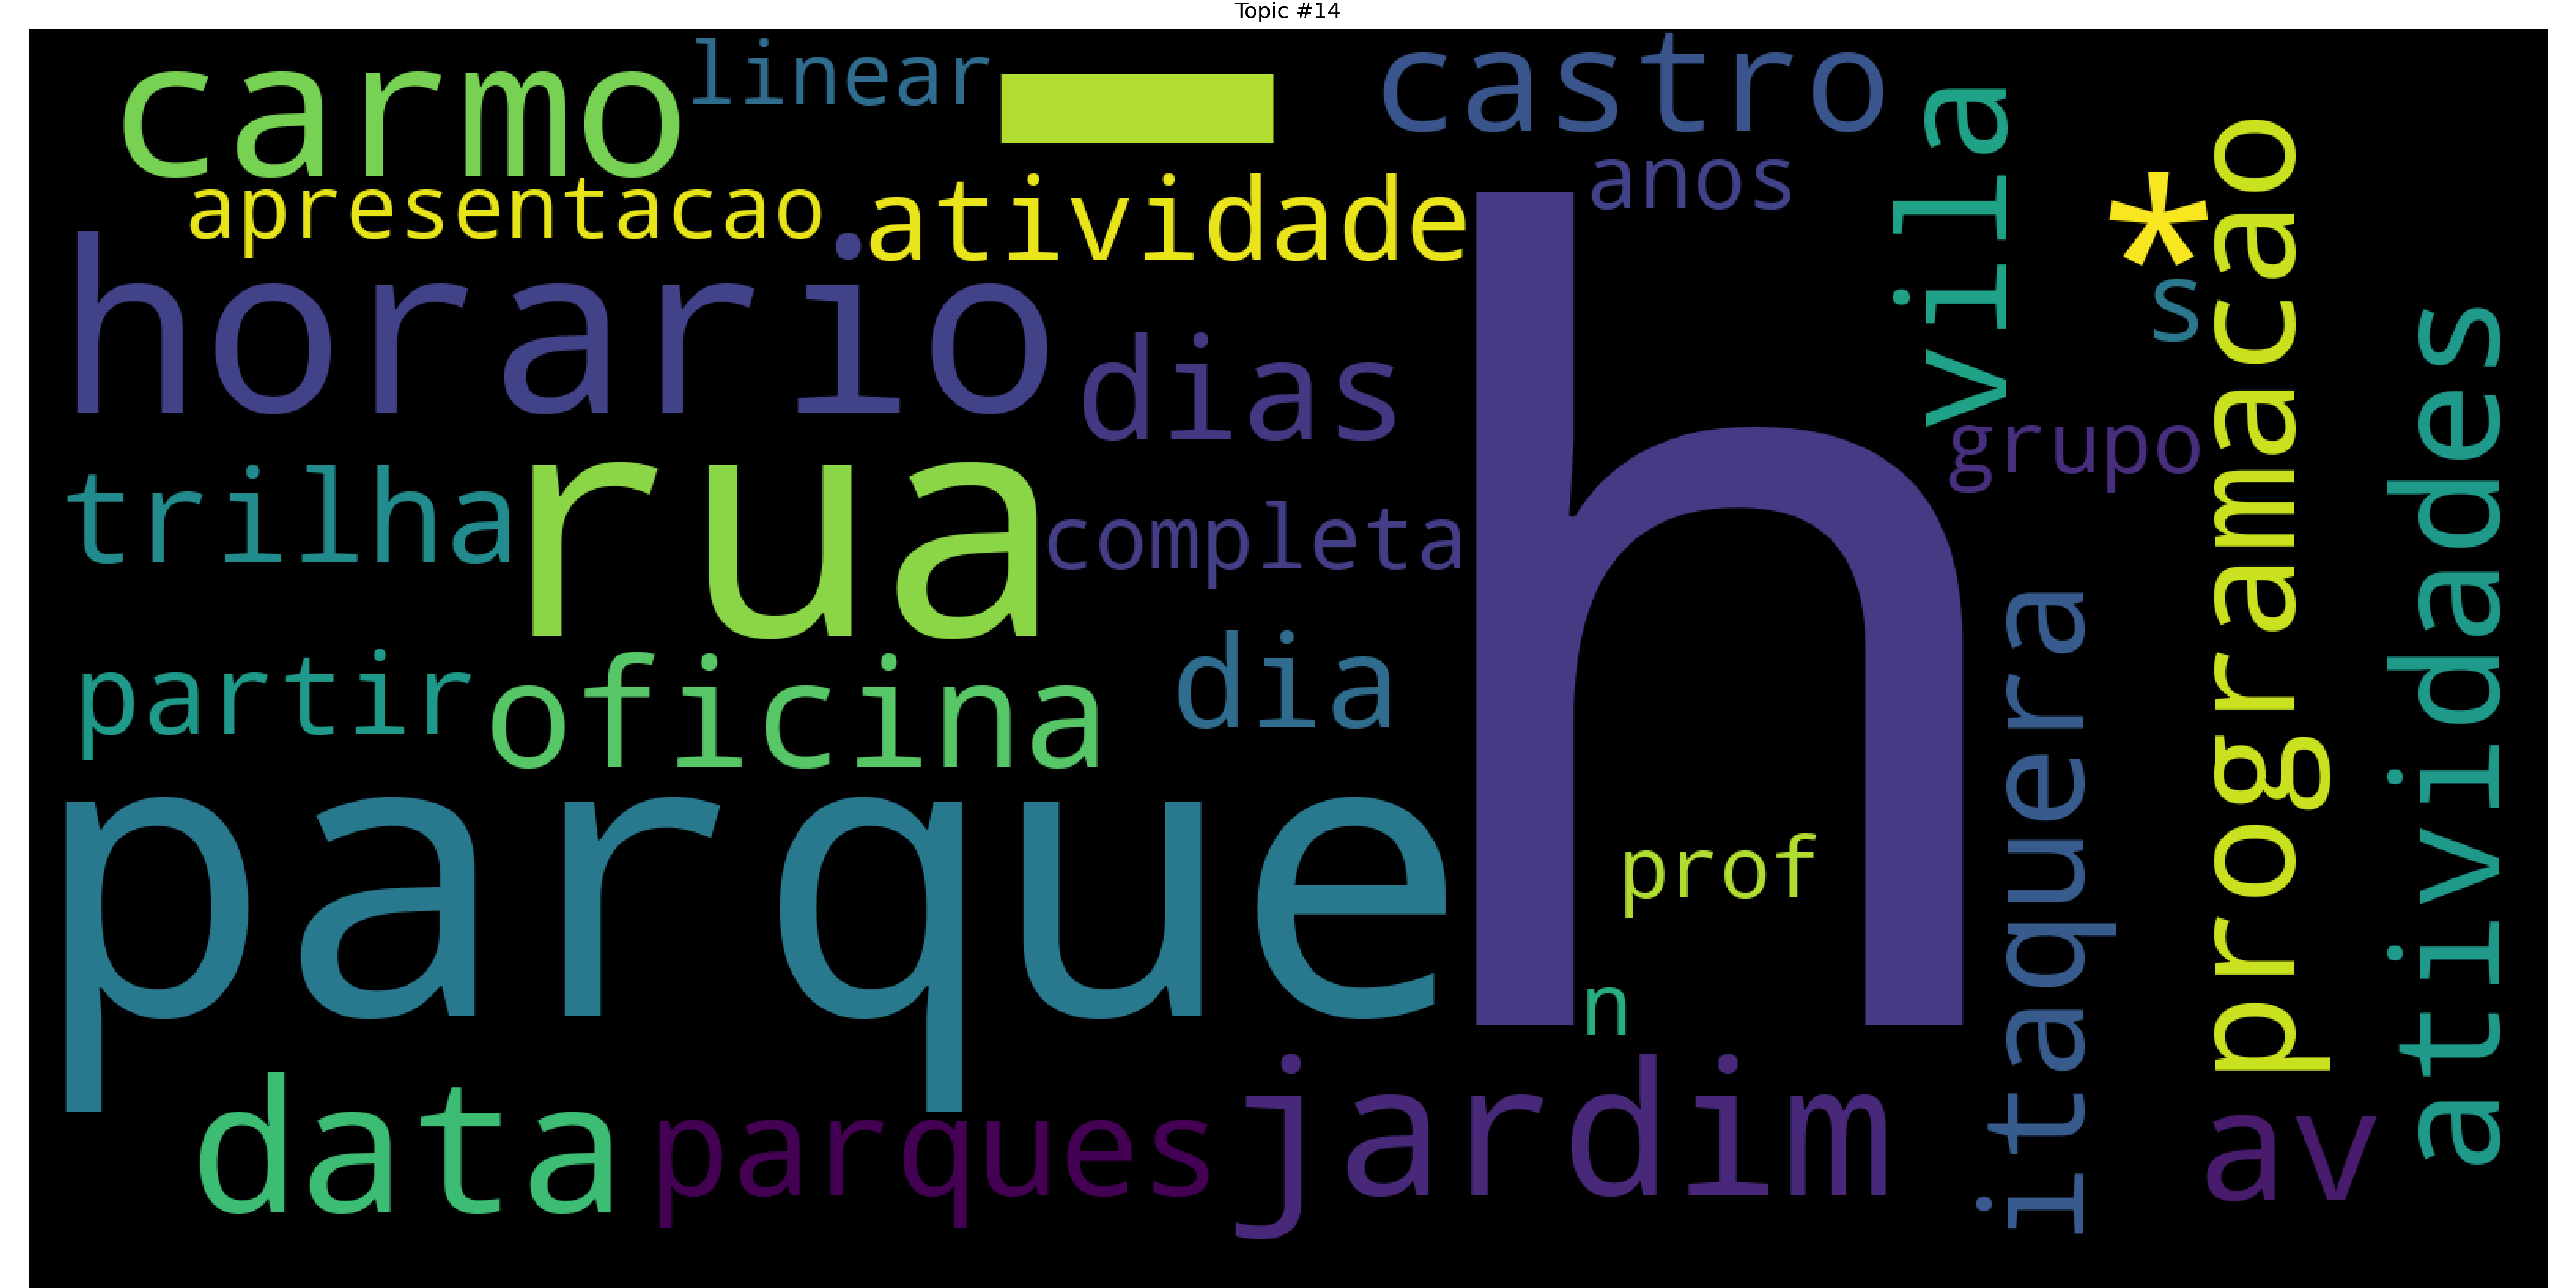 Topic #14
carmo
linear
–
castro
vila
*
programacao
apresentacao
atividade
anos
horario
s
atividades
dias
grupo
trilha
rua
completa
h
partir
oficina
dia
itaquera
parque
prof
n
data
parques
jardim
av